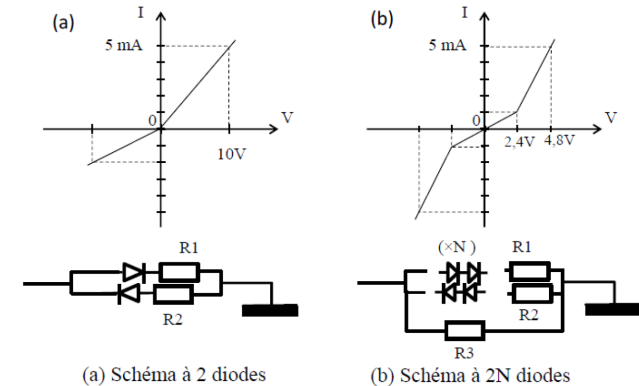 (a)
I
5 mA
0
V
10V
(b)
I
5 mA
0
V
2,4V
4,8V
R1
R2
(×N )
R1
R2
R3
(a) Schéma à 2 diodes
(b) Schéma à 2N diodes